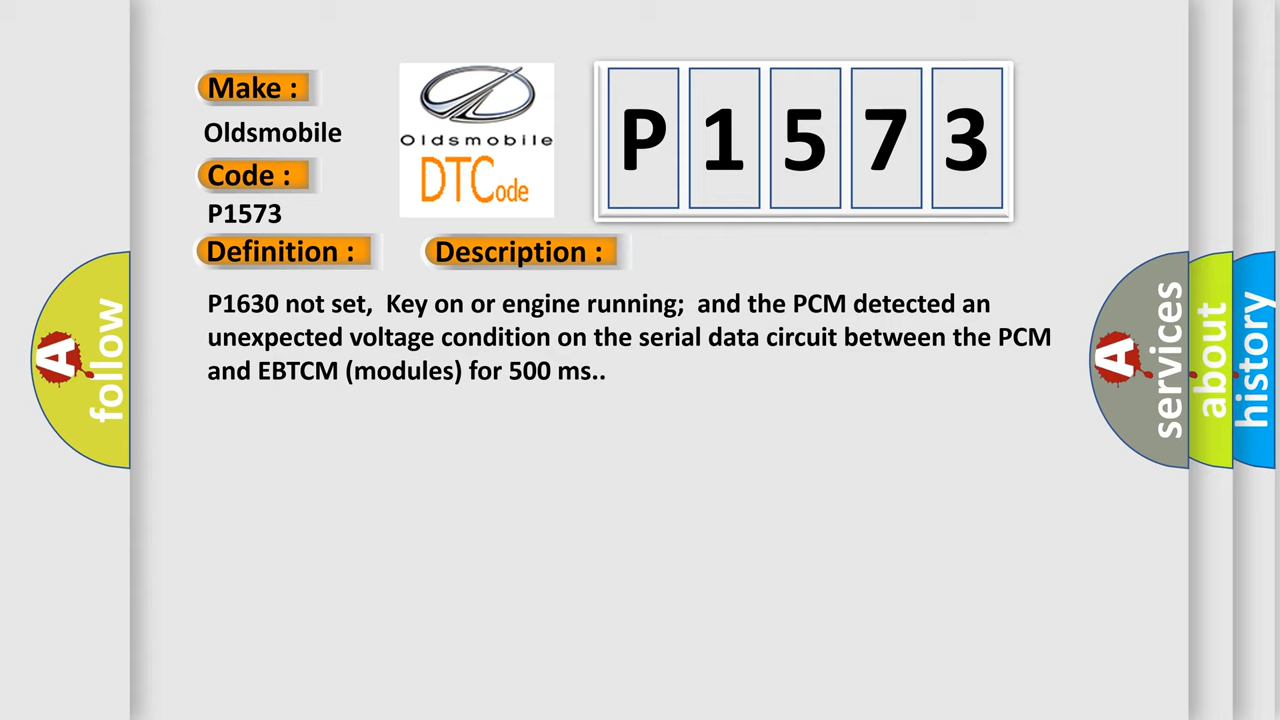 Make :
Oldsmobile
Code :
P1573
Oldsmobile
DTCode
P1573
Definition :
Description :
P1630 not set,  Key on or engine running;  and the PCM detected an
unexpected voltage condition on the serial data circuit between the PCM
and EBTCM (modules) for 500 ms..
A follow
A services
about
history